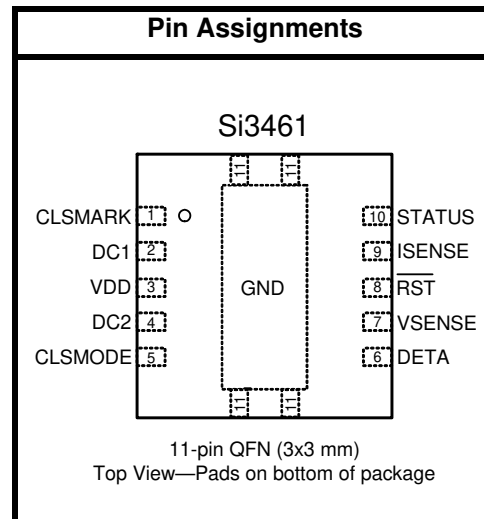 Pin Assignments
Si3461
11 11
CLSMARK 1 10 STATUS
DC1 2 9 ISENSE
VDD 3 GND 8 RST
DC2 4 7 VSENSE
CLSMODE 5 6 DETA
11 11
11-pin QFN (3x3 mm)
Top View—Pads on bottom of package